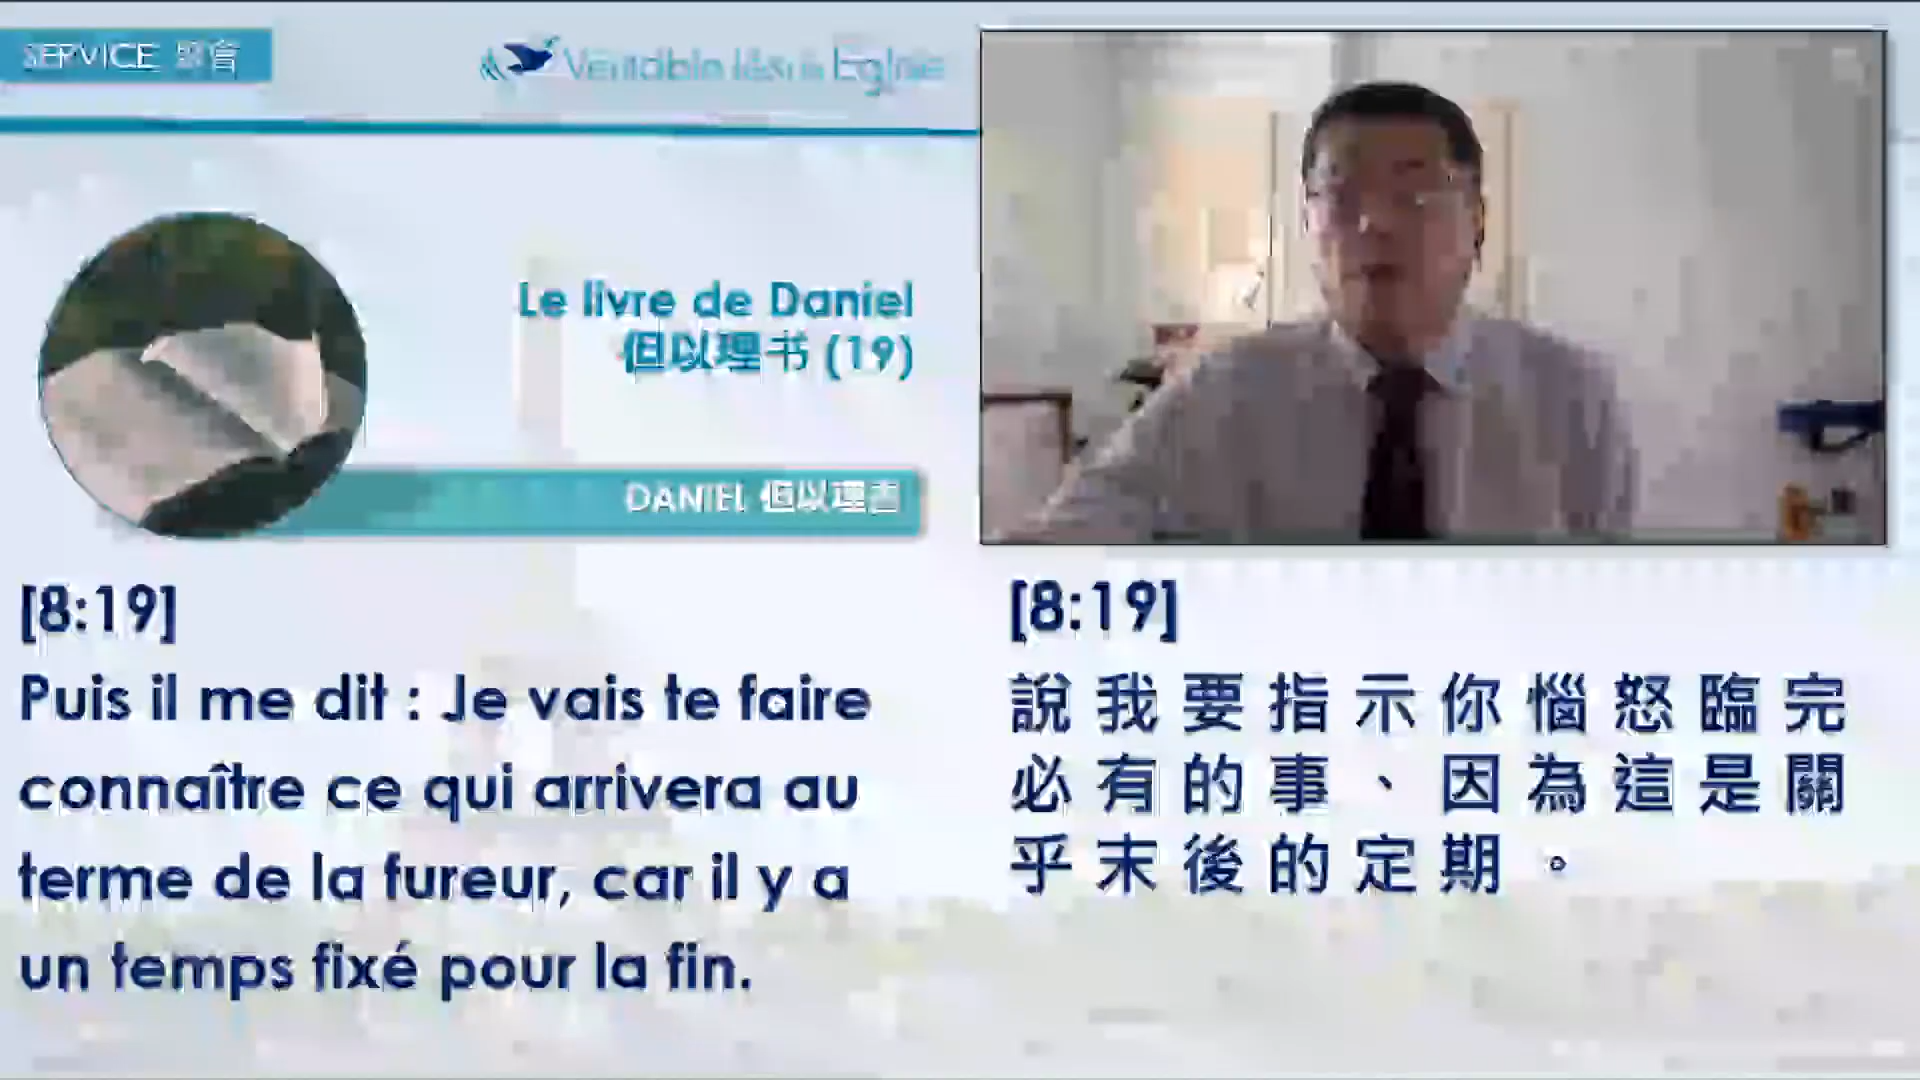 SERVICE 聚會
Véritable Jésus Eglise
Le livre de Daniel
但以理书 (19)
DANIEL 但以理書
[8:19]
Puis il me dit : Je vais te faire
connaître ce qui arrivera au
terme de la fureur, car il y a
un temps fixé pour la fin.
[8:19]
說我要指示你惱怒臨完
必有的事、因為這是關
乎末後的定期。